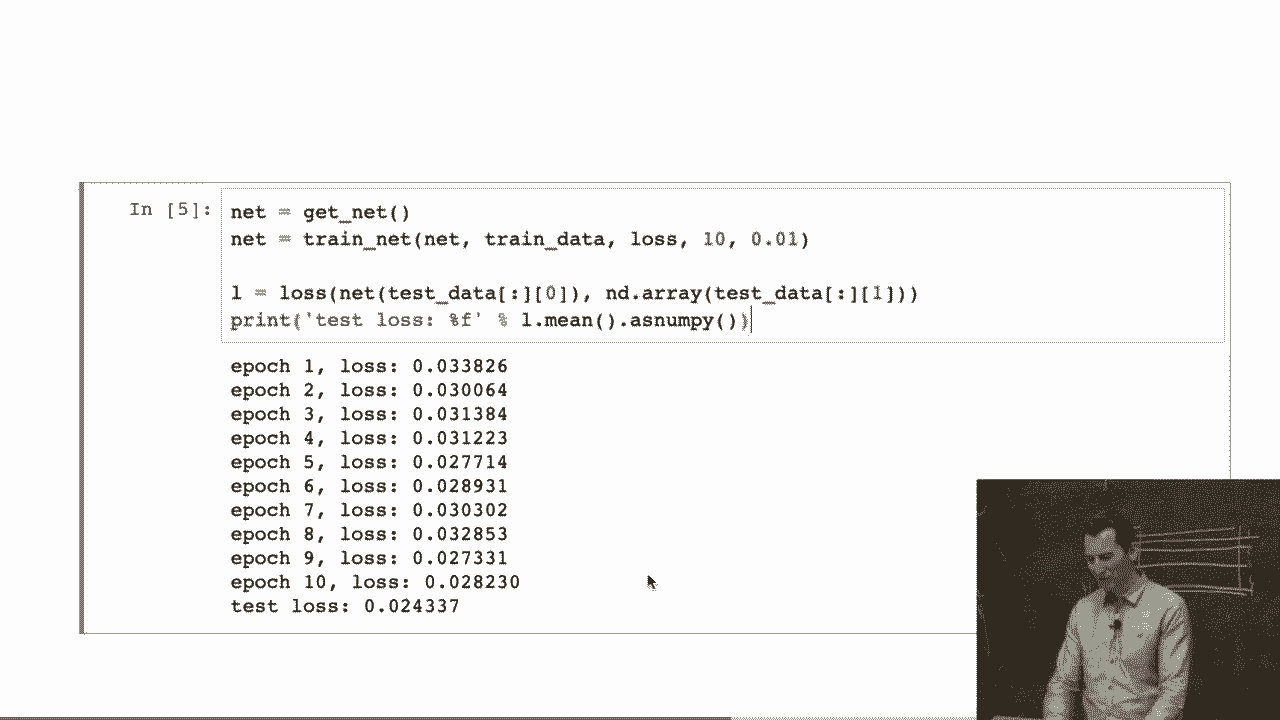 In [5]:
net = get_net()
net = train_net(net, train_data, loss, 10, 0.01)
l = loss(net(test_data[:][0]), nd.array(test_data[:][1]))
print('test loss: %f' % l.mean().asnumpy())
epoch 1, loss: 0.033826
epoch 2, loss: 0.030064
epoch 3, loss: 0.031384
epoch 4, loss: 0.031223
epoch 5, loss: 0.027714
epoch 6, loss: 0.028931
epoch 7, loss: 0.030302
epoch 8, loss: 0.032853
epoch 9, loss: 0.027331
epoch 10, loss: 0.028230
test loss: 0.024337